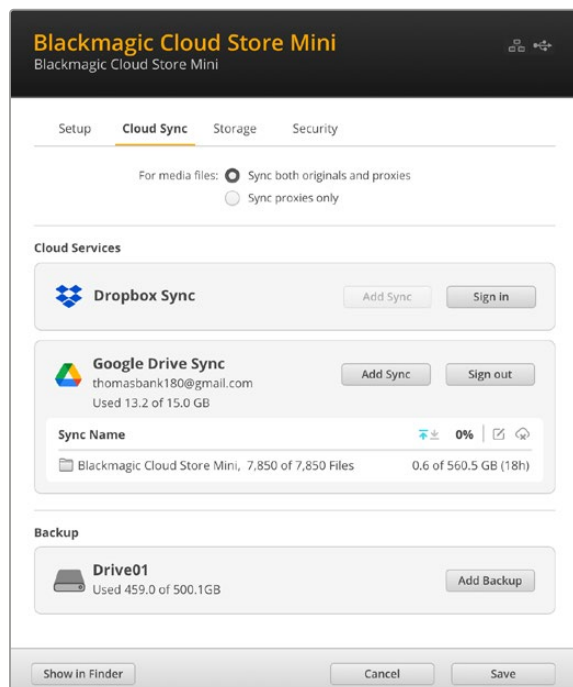 Blackmagic Cloud Store Mini
Blackmagic Cloud Store Mini
Setup Cloud Sync Storage Security
For media files: Sync both originals and proxies
Sync proxies only
Cloud Services
Dropbox Sync Add Sync Sign in
Google Drive Sync
thomasbank180@gmail.com
Add Sync Sign out
Used 13.2 of 15.0 GB
Sync Name 0%
Blackmagic Cloud Store Mini, 7,850 of 7,850 Files 0.6 of 560.5 GB (18h)
Backup
Drive01
Used 459.0 of 500.1GB
Add Backup
Show in Finder Cancel Save